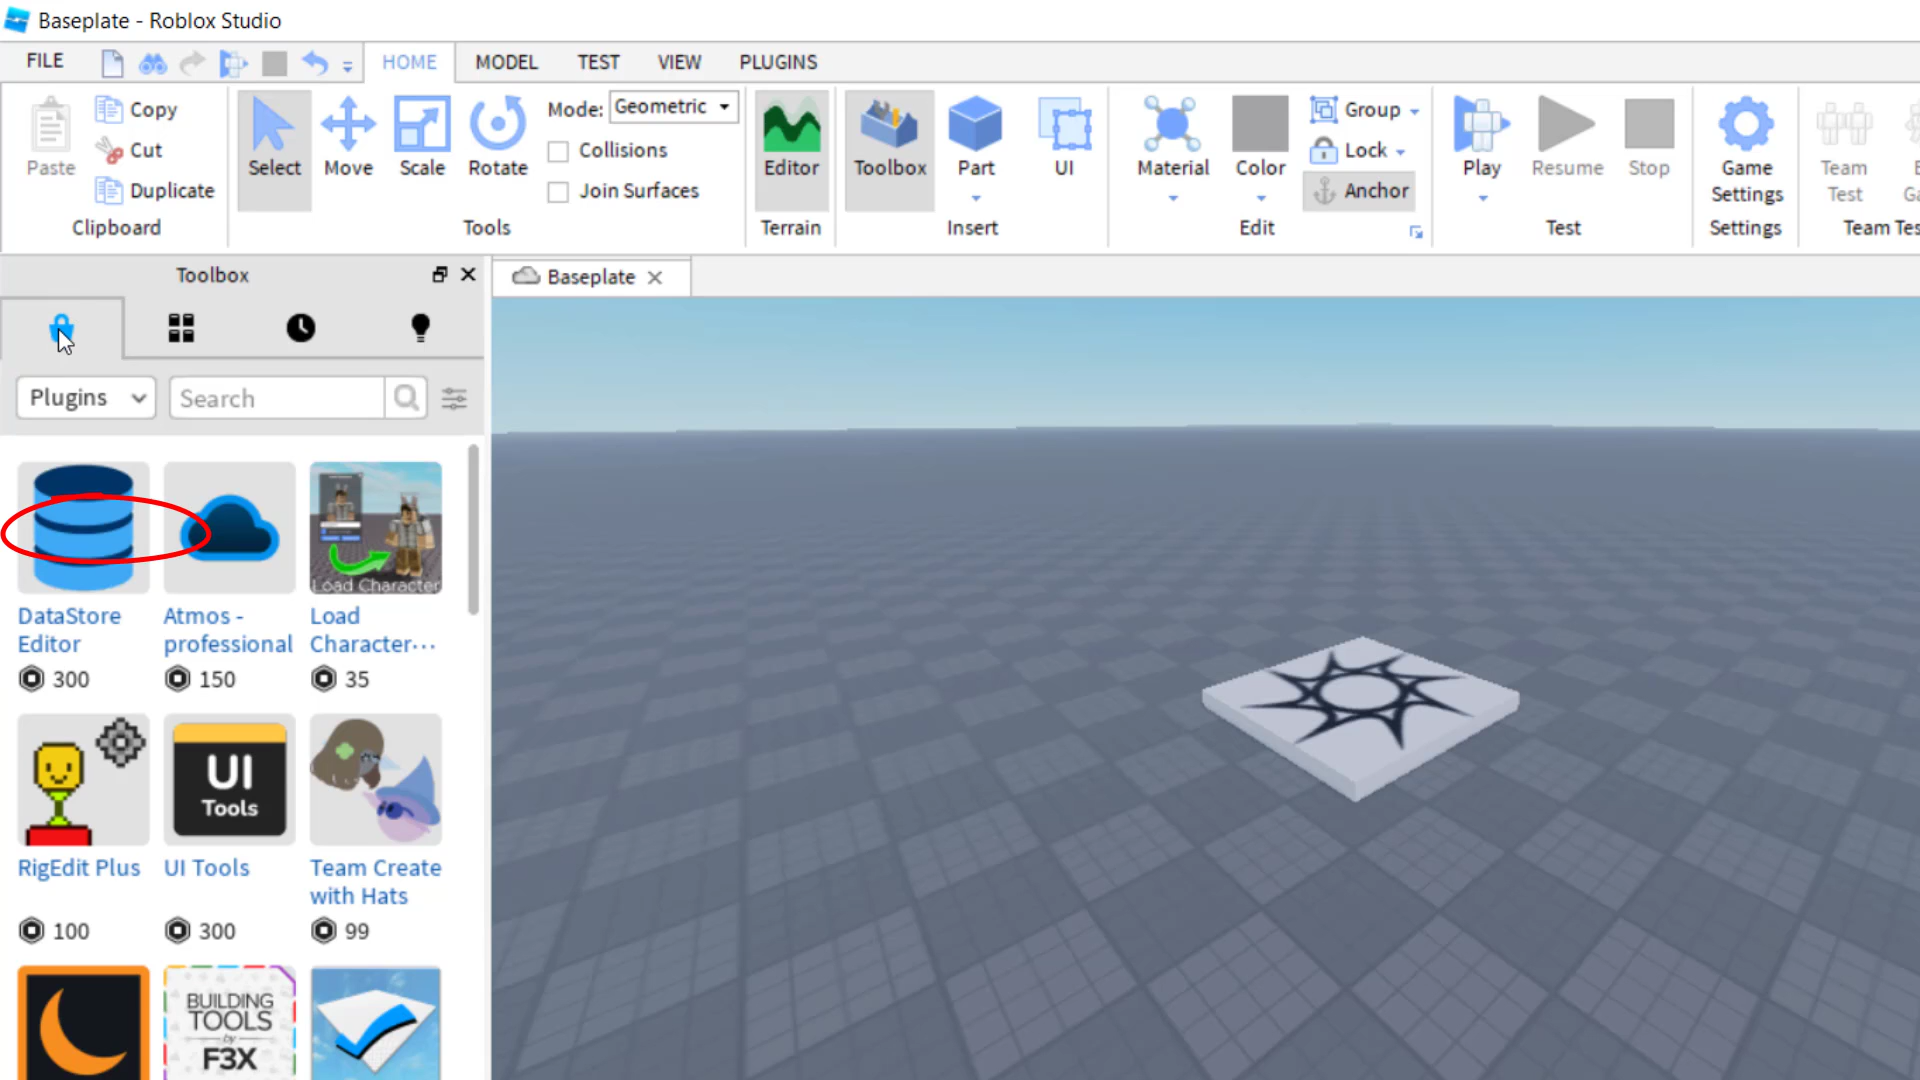 Baseplate - Roblox Studio
FILE HOME MODEL TEST VIEW PLUGINS
Paste
Copy
Cut
Duplicate
Clipboard
Select
Move
Scale
Rotate
Mode: Geometric
Collisions
Join Surfaces
Tools
Editor
Terrain
Toolbox
Part
UI
Insert
Material
Color
Group
Lock
Anchor
Edit
Play
Resume
Stop
Test
Game
Settings
Settings
Team
Test
Team Tes
Toolbox
Baseplate
Plugins
Search
Load Character
DataStore
Editor
300
Atmos -
professional
150
Load
Character...
35
UI
Tools
RigEdit Plus
100
UI Tools
300
Team Create
with Hats
99
BUILDING
TOOLS
by
F3X